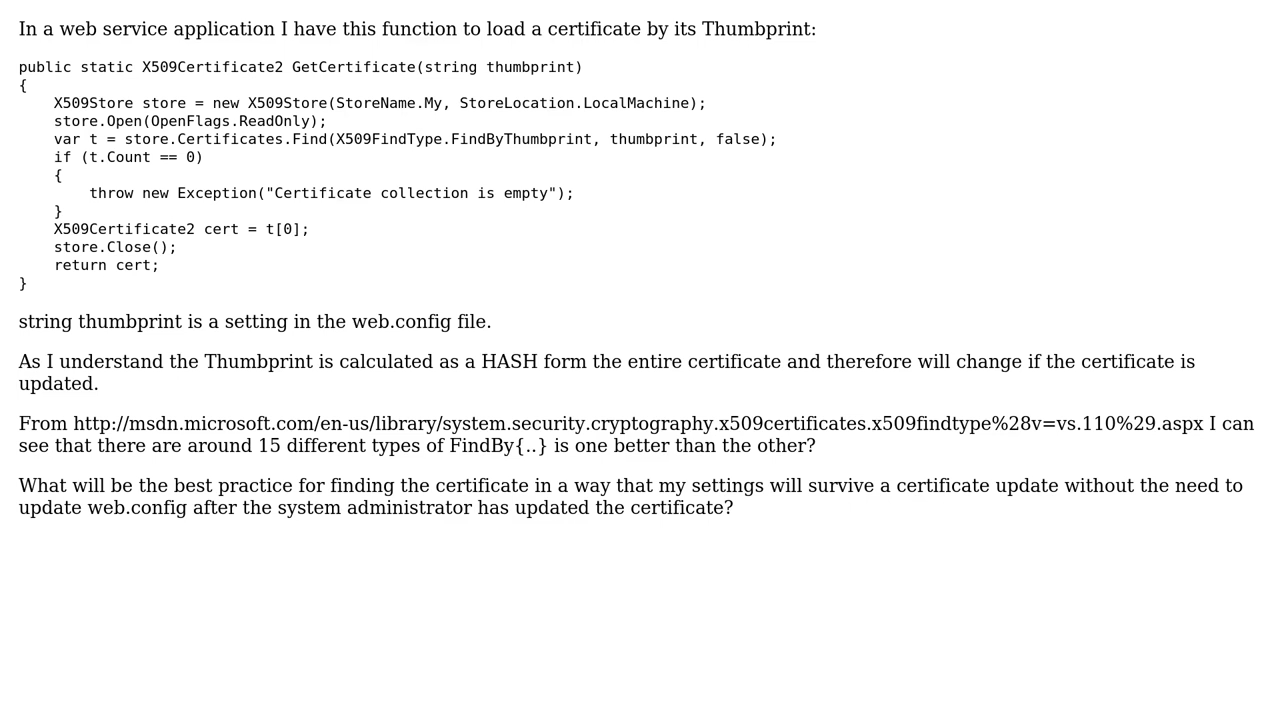 In a web service application I have this function to load a certificate by its Thumbprint:
public static X509Certificate2 GetCertificate(string thumbprint)
{
    X509Store store = new X509Store(StoreName.My, StoreLocation.LocalMachine);
    store.Open(OpenFlags.ReadOnly);
    var t = store.Certificates.Find(X509FindType.FindByThumbprint, thumbprint, false);
    if (t.Count == 0)
    {
        throw new Exception("Certificate collection is empty");
    }
    X509Certificate2 cert = t[0];
    store.Close();
    return cert;
}
string thumbprint is a setting in the web.config file.
As I understand the Thumbprint is calculated as a HASH form the entire certificate and therefore will change if the certificate is
updated.
From http://msdn.microsoft.com/en-us/library/system.security.cryptography.x509certificates.x509findtype%28v=vs.110%29.aspx I can
see that there are around 15 different types of FindBy{..} is one better than the other?
What will be the best practice for finding the certificate in a way that my settings will survive a certificate update without the need to
update web.config after the system administrator has updated the certificate?